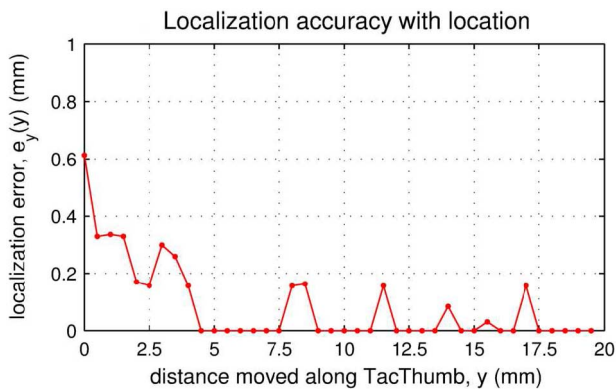 Localization accuracy with location
localization error, e_y(y) (mm)
1
0.8
0.6
0.4
0.2
0
0 2.5 5 7.5 10 12.5 15 17.5 20
distance moved along TacThumb, y (mm)